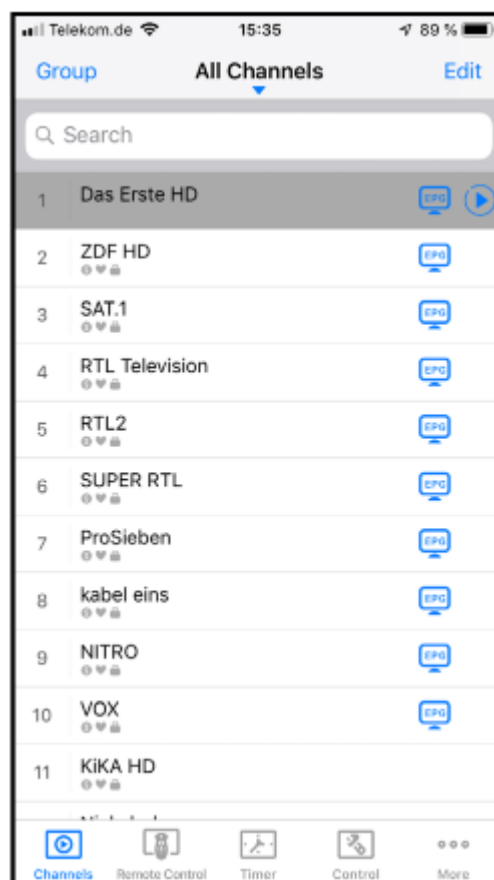 Telekom.de 15:35 89 %
Group All Channels Edit
Search
1 Das Erste HD EPG
2 ZDF HD EPG
3 SAT.1 EPG
4 RTL Television EPG
5 RTL2 EPG
6 SUPER RTL EPG
7 ProSieben EPG
8 kabel eins EPG
9 NITRO EPG
10 VOX EPG
11 KiKA HD
Channels Remote Control Timer Control More